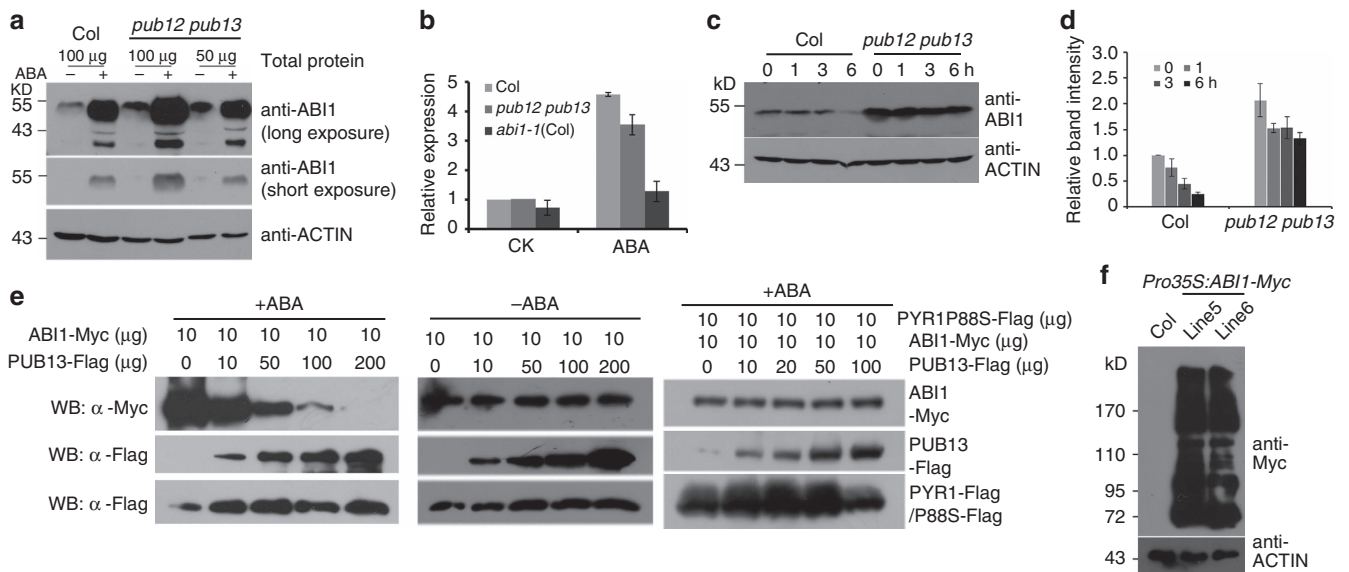 a
Col
pub12 pub13
100 µg
100 µg
50 µg
Total protein
ABA
– + – + – +
KD
55
43
anti-ABI1
(long exposure)
55
anti-ABI1
(short exposure)
43
anti-ACTIN
b
Relative expression
5
4
3
2
1
0
Col
pub12 pub13
abi1-1(Col)
CK
ABA
c
Col
pub12 pub13
kD
0 1 3 6 0 1 3 6 h
55
anti-
ABI1
43
anti-
ACTIN
d
Relative band intensity
3.0
2.5
2.0
1.5
1.0
0.5
0
0 1
3 6 h
Col
pub12 pub13
e
+ABA
ABI1-Myc (µg)
10 10 10 10 10
PUB13-Flag (µg)
0 10 50 100 200
WB: α -Myc
WB: α -Flag
WB: α -Flag
–ABA
10 10 10 10 10
0 10 50 100 200
+ABA
10 10 10 10 10
PYR1P88S-Flag (µg)
10 10 10 10 10
ABI1-Myc (µg)
0 10 20 50 100
PUB13-Flag (µg)
ABI1
-Myc
PUB13
-Flag
PYR1-Flag
/P88S-Flag
f
Pro35S:ABI1-Myc
Col
Line5
Line6
kD
170
110
95
72
anti-
Myc
43
anti-
ACTIN